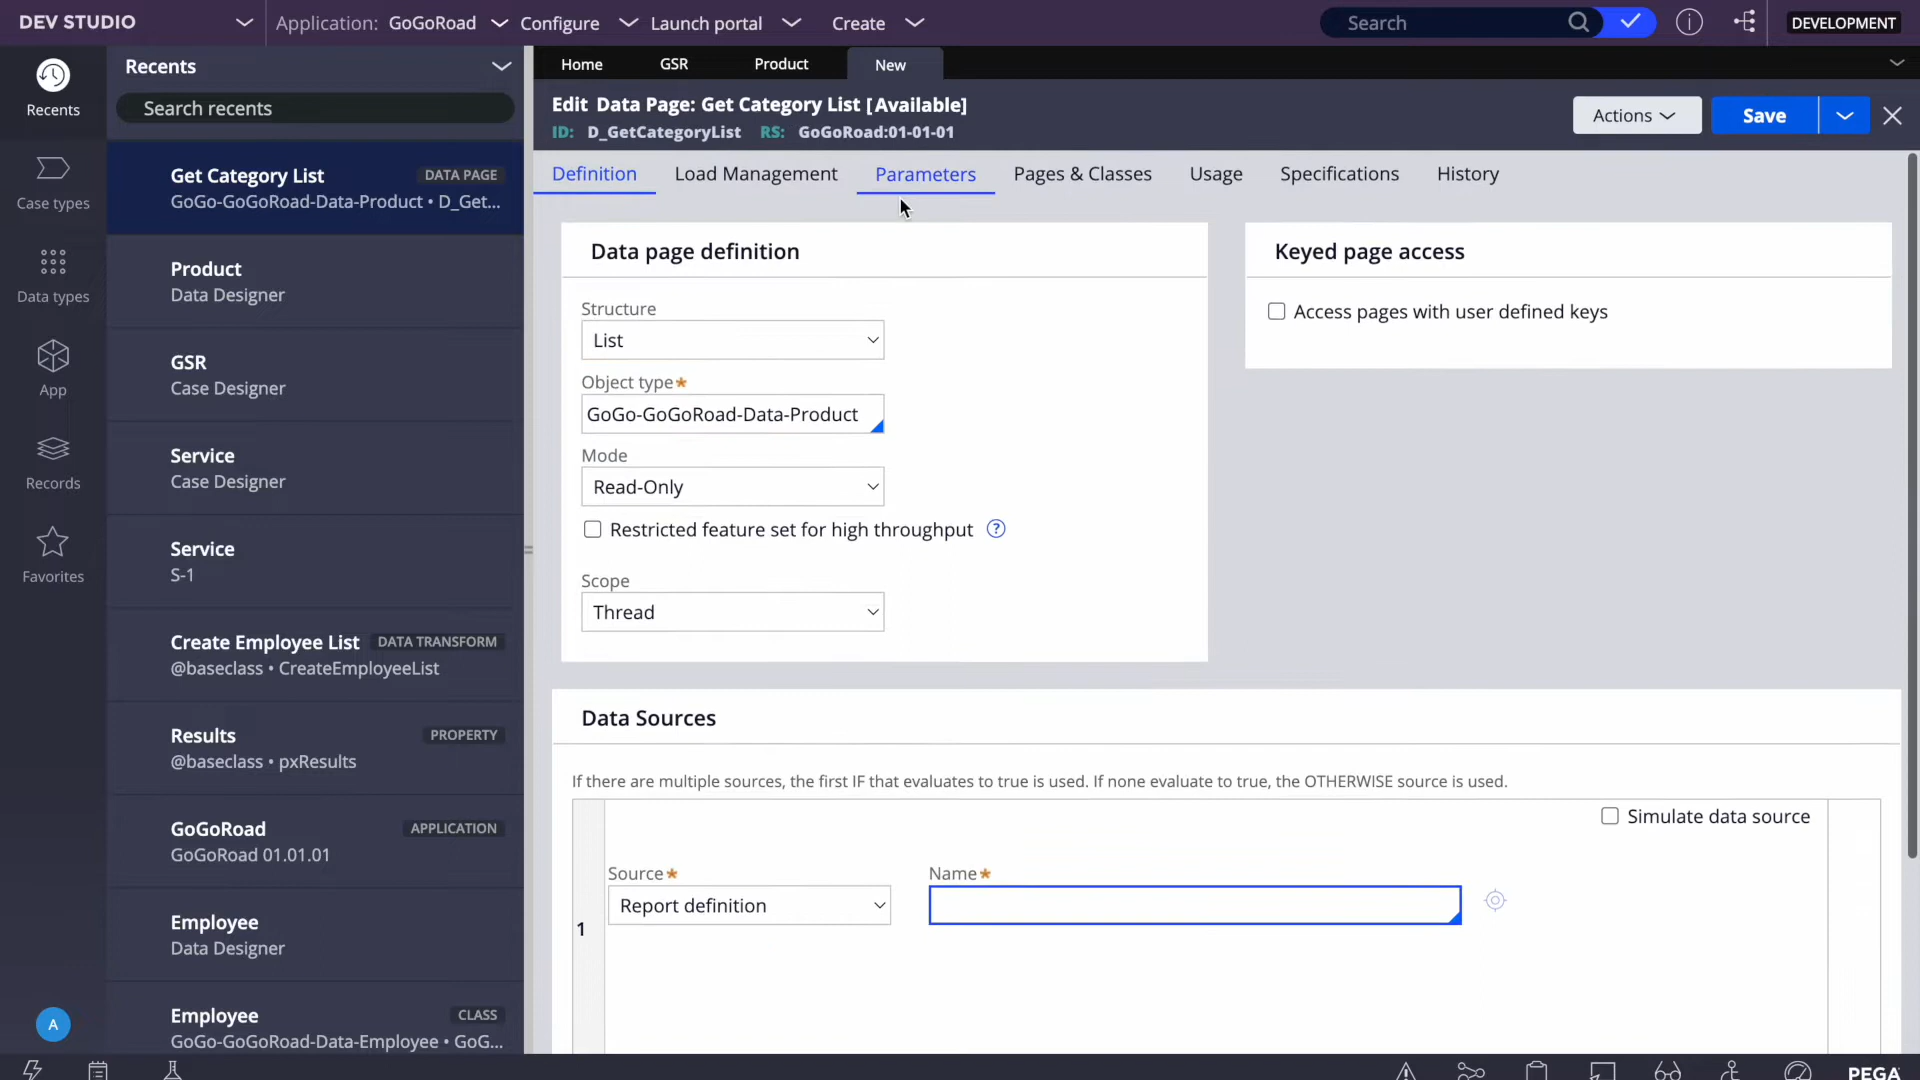 DEV STUDIO
Application: GoGoRoad
Configure
Launch portal
Create
Search
DEVELOPMENT
Recents
Case types
Data types
App
Records
Favorites
A
Recents
Search recents
Get Category List DATA PAGE
GoGo-GoGoRoad-Data-Product • D_Get...
Product
Data Designer
GSR
Case Designer
Service
Case Designer
Service
S-1
Create Employee List DATA TRANSFORM
@baseclass • CreateEmployeeList
Results PROPERTY
@baseclass • pxResults
GoGoRoad APPLICATION
GoGoRoad 01.01.01
Employee
Data Designer
Employee CLASS
GoGo-GoGoRoad-Data-Employee • GoG...
Home GSR Product New
Edit Data Page: Get Category List [Available]
ID: D_GetCategoryList RS: GoGoRoad:01-01-01
Actions
Save
Definition Load Management Parameters Pages & Classes Usage Specifications History
Data page definition
Structure
List
Object type*
GoGo-GoGoRoad-Data-Product
Mode
Read-Only
Restricted feature set for high throughput ?
Scope
Thread
Keyed page access
Access pages with user defined keys
Data Sources
If there are multiple sources, the first IF that evaluates to true is used. If none evaluate to true, the OTHERWISE source is used.
Simulate data source
Source* Name*
Report definition
1
PEGA